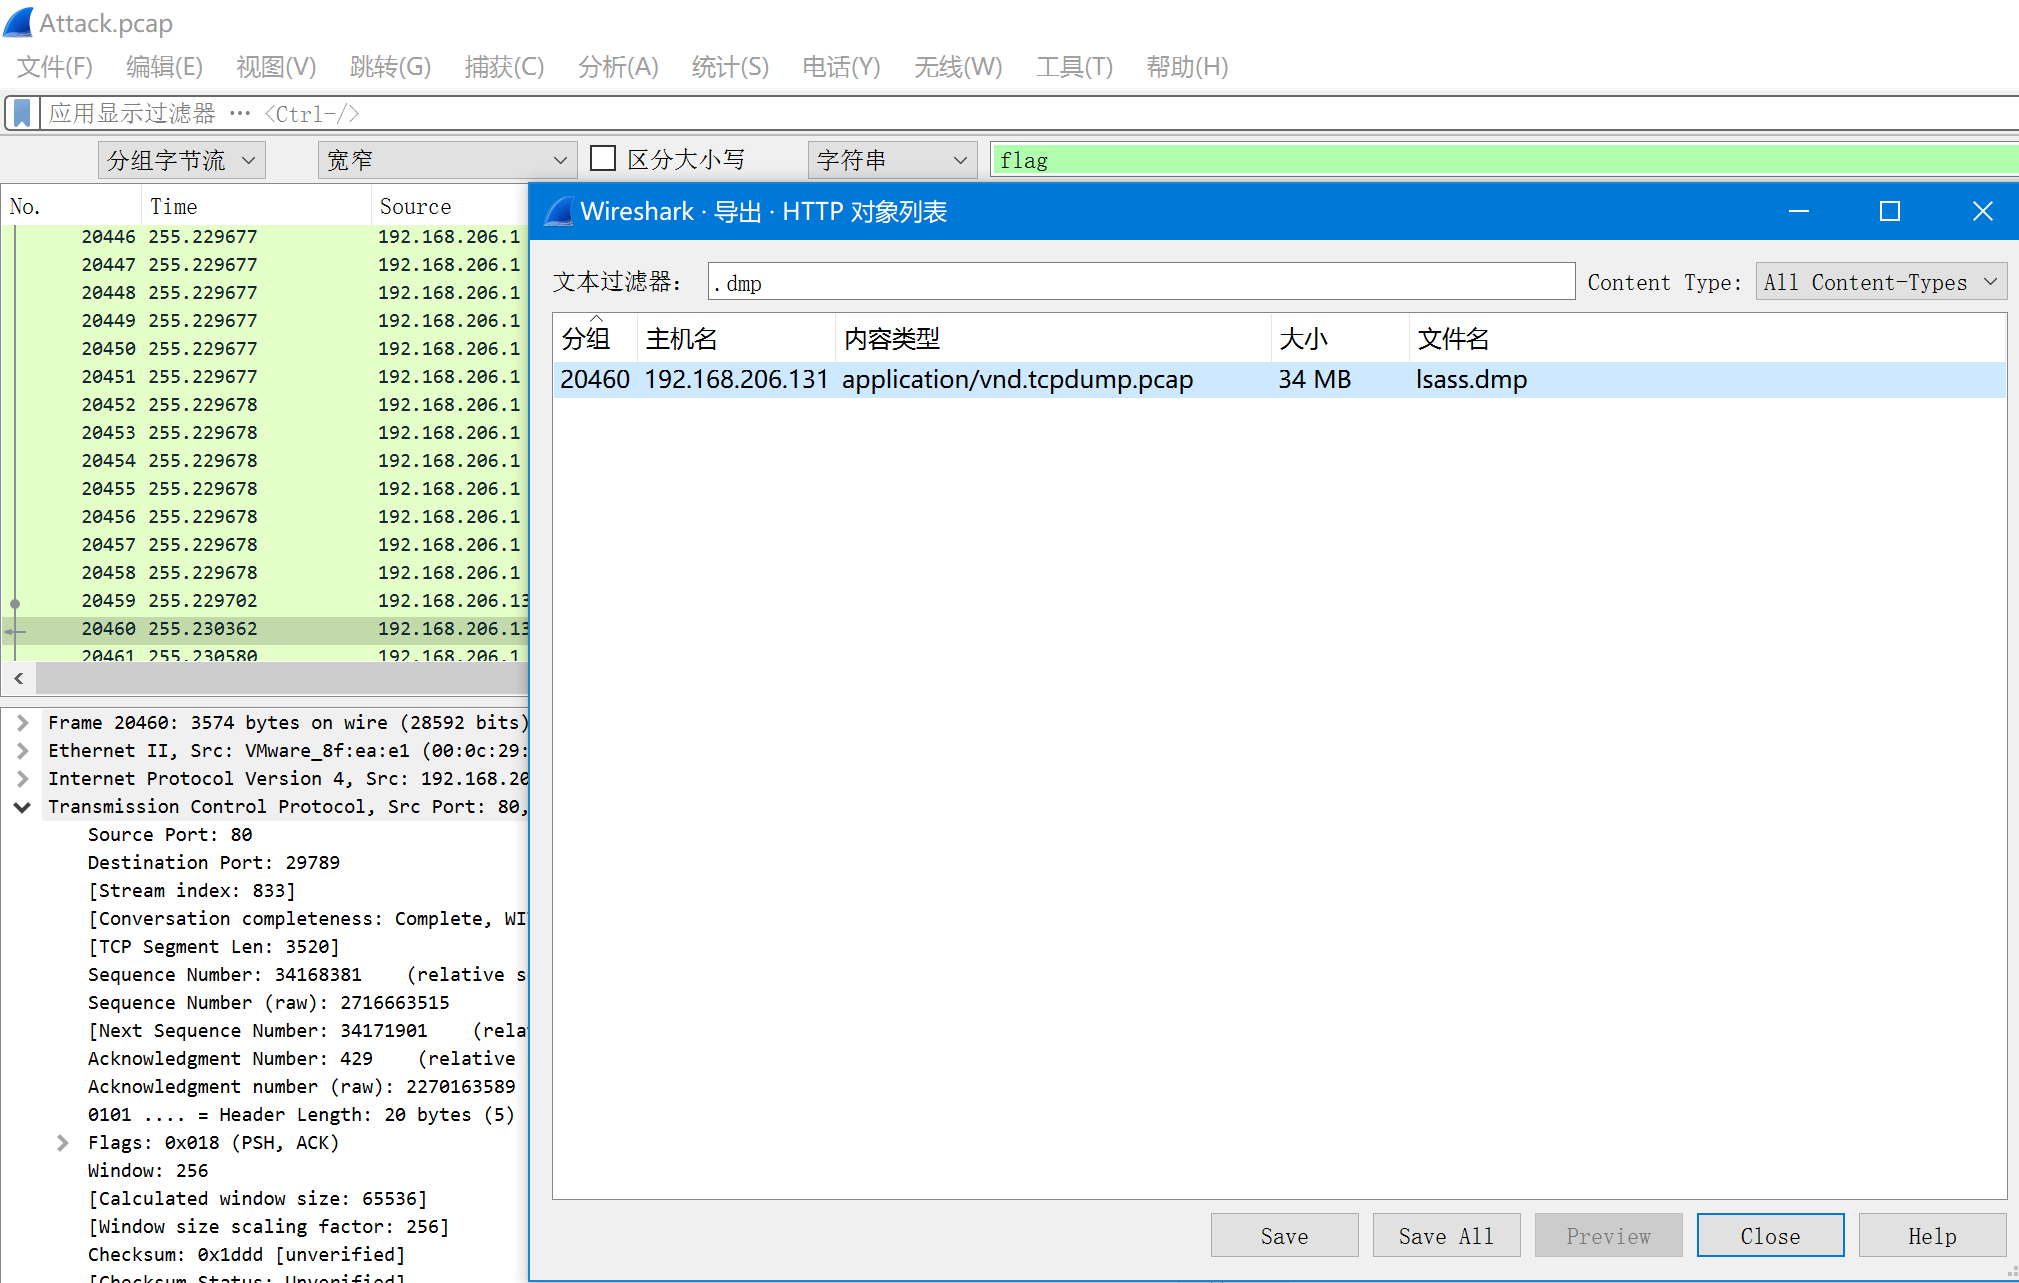 Attack.pcap
文件(F) 编辑(E) 视图(V) 跳转(G) 捕获(C) 分析(A) 统计(S) 电话(Y) 无线(W) 工具(T) 帮助(H)
应用显示过滤器 … <Ctrl-/>
分组字节流 宽窄 区分大小写 字符串 flag
No. Time Source
20446 255.229677 192.168.206.1
20447 255.229677 192.168.206.1
20448 255.229677 192.168.206.1
20449 255.229677 192.168.206.1
20450 255.229677 192.168.206.1
20451 255.229677 192.168.206.1
20452 255.229678 192.168.206.1
20453 255.229678 192.168.206.1
20454 255.229678 192.168.206.1
20455 255.229678 192.168.206.1
20456 255.229678 192.168.206.1
20457 255.229678 192.168.206.1
20458 255.229678 192.168.206.1
20459 255.229702 192.168.206.13
20460 255.230362 192.168.206.13
20461 255.230580 192.168.206.1
Frame 20460: 3574 bytes on wire (28592 bits)
Ethernet II, Src: VMware_8f:ea:e1 (00:0c:29:
Internet Protocol Version 4, Src: 192.168.20
Transmission Control Protocol, Src Port: 80,
Source Port: 80
Destination Port: 29789
[Stream index: 833]
[Conversation completeness: Complete, WI
[TCP Segment Len: 3520]
Sequence Number: 34168381 (relative s
Sequence Number (raw): 2716663515
[Next Sequence Number: 34171901 (rela
Acknowledgment Number: 429 (relative
Acknowledgment number (raw): 2270163589
0101 .... = Header Length: 20 bytes (5)
Flags: 0x018 (PSH, ACK)
Window: 256
[Calculated window size: 65536]
[Window size scaling factor: 256]
Checksum: 0x1ddd [unverified]
[Checksum Status: Unverified]
Wireshark · 导出 · HTTP 对象列表
文本过滤器： .dmp Content Type: All Content-Types
分组 主机名 内容类型 大小 文件名
20460 192.168.206.131 application/vnd.tcpdump.pcap 34 MB lsass.dmp
Save Save All Preview Close Help